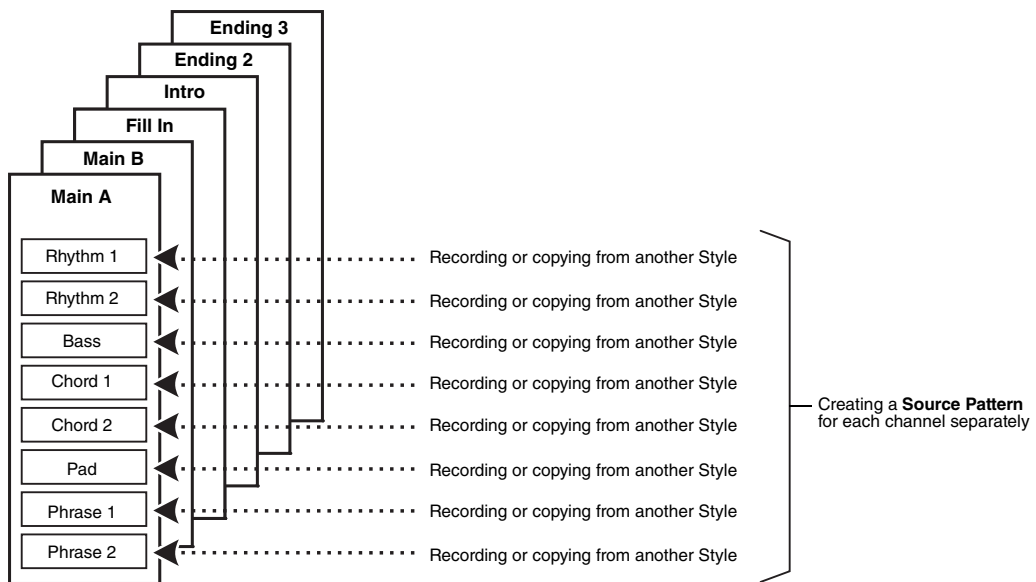 Ending 3
Ending 2
Intro
Fill In
Main B
Main A
Rhythm 1
Recording or copying from another Style
Rhythm 2
Recording or copying from another Style
Bass
Recording or copying from another Style
Chord 1
Recording or copying from another Style
Chord 2
Recording or copying from another Style
Pad
Recording or copying from another Style
Phrase 1
Recording or copying from another Style
Phrase 2
Recording or copying from another Style
Creating a Source Pattern
for each channel separately